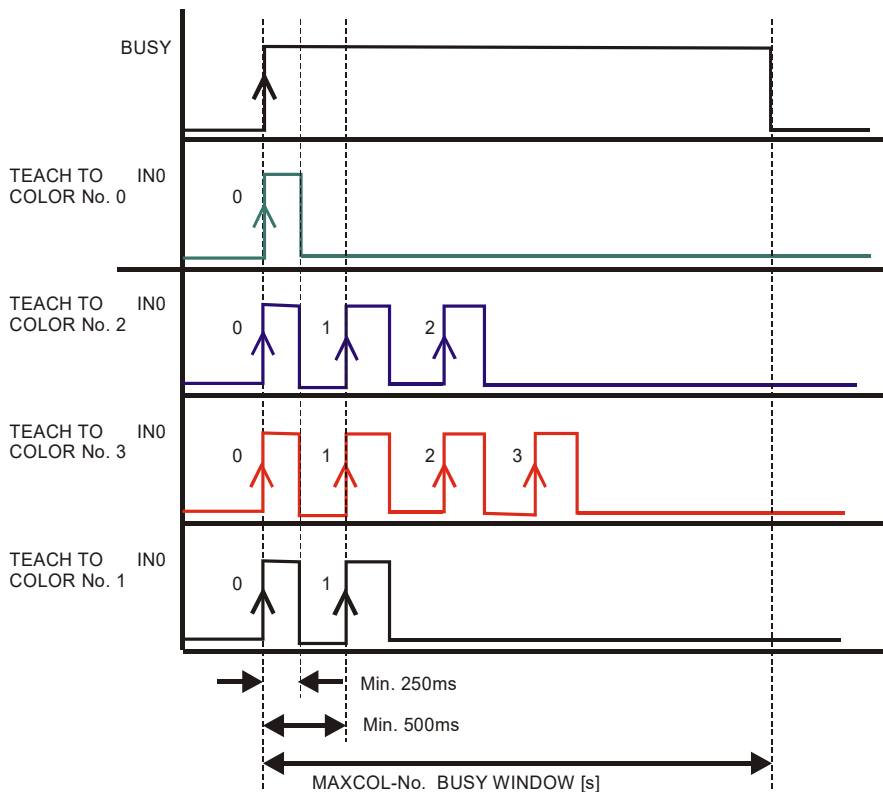 BUSY
TEACH TO IN0
COLOR No. 0
0
TEACH TO IN0
COLOR No. 2
0 1 2
TEACH TO IN0
COLOR No. 3
0 1 2 3
TEACH TO IN0
COLOR No. 1
0 1
Min. 250ms
Min. 500ms
MAXCOL-No. BUSY WINDOW [s]